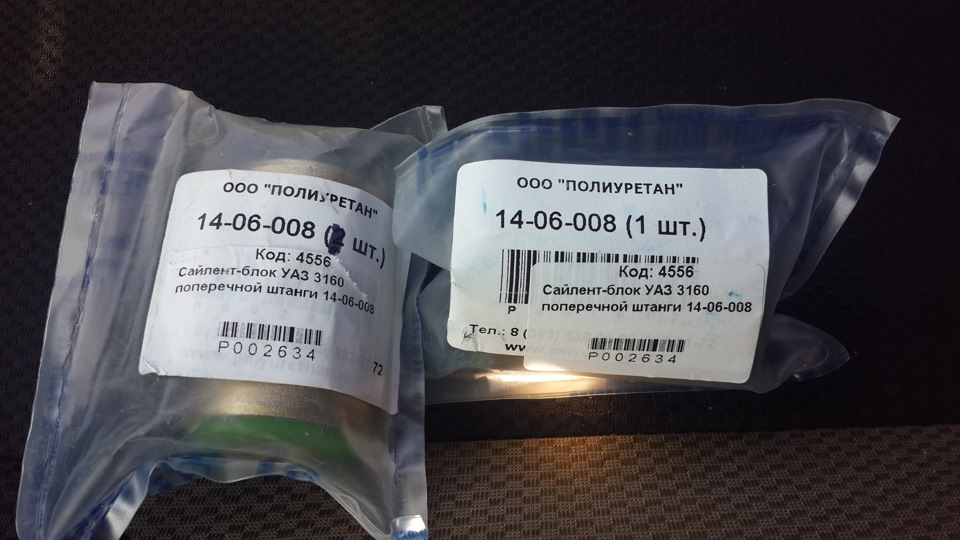 ООО "ПОЛИУРЕТАН"
14-06-008 ( шт.)
Код: 4556
Сайлент-блок УАЗ 3160
поперечной штанги 14-06-008
P002634
72
ООО "ПОЛИУРЕТАН"
14-06-008 (1 шт.)
Код: 4556
Сайлент-блок УАЗ 3160
P
поперечной штанги 14-06-008
Тел.: 8 (
P002634